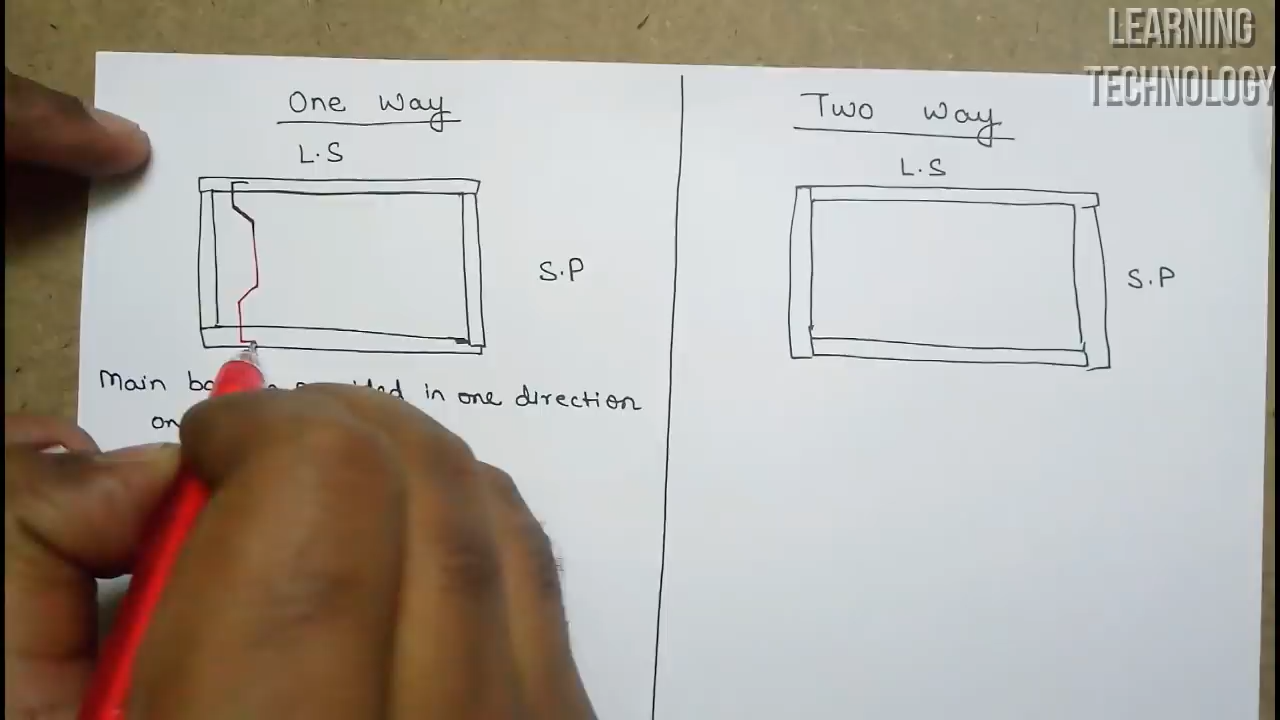 LEARNING
TECHNOLOGY
One Way
L.S
S.P
Main in one direction
Two way
L.S
S.P